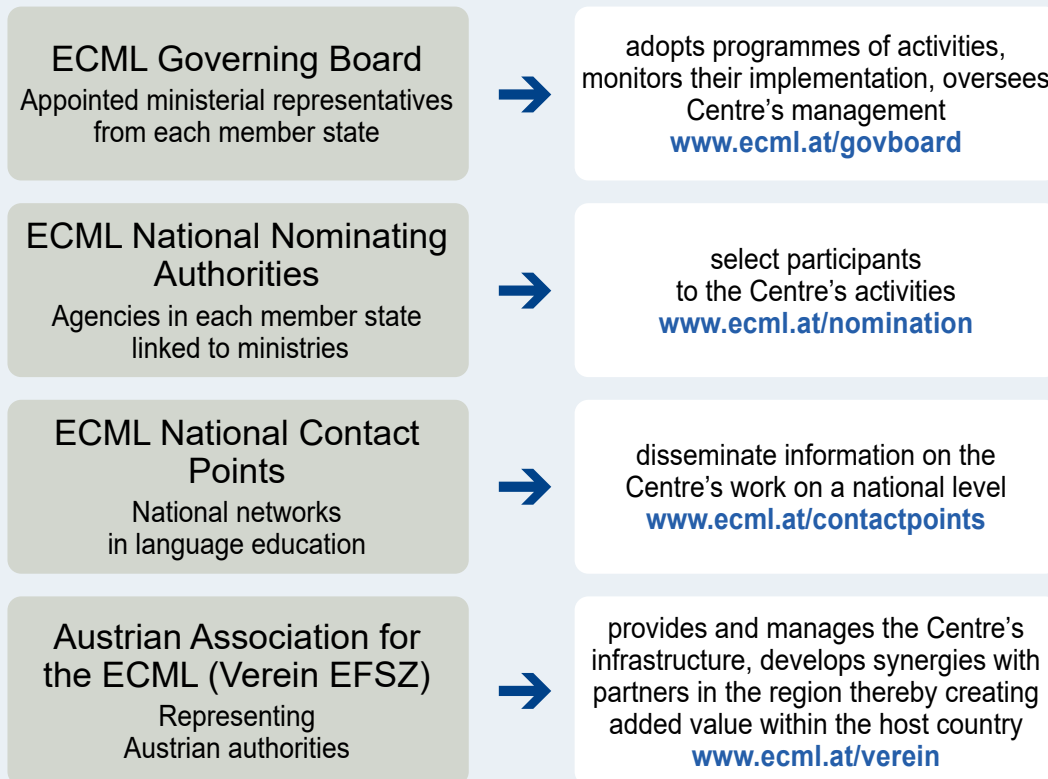 ECML Governing Board
Appointed ministerial representatives
from each member state
adopts programmes of activities,
monitors their implementation, oversees
Centre's management
www.ecml.at/govboard
ECML National Nominating
Authorities
Agencies in each member state
linked to ministries
select participants
to the Centre's activities
www.ecml.at/nomination
ECML National Contact
Points
National networks
in language education
disseminate information on the
Centre's work on a national level
www.ecml.at/contactpoints
Austrian Association for
the ECML (Verein EFSZ)
Representing
Austrian authorities
provides and manages the Centre's
infrastructure, develops synergies with
partners in the region thereby creating
added value within the host country
www.ecml.at/verein